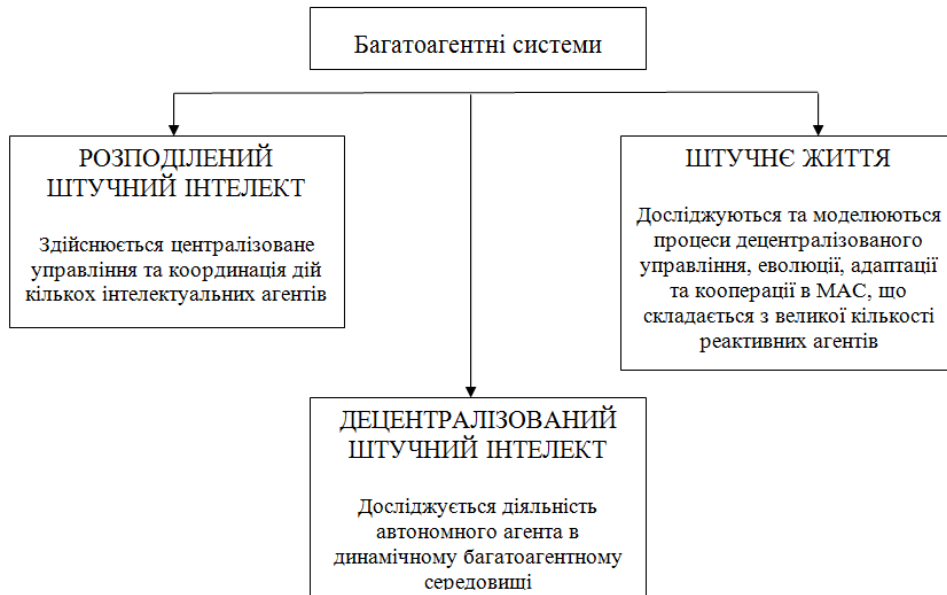 Багатоагентні системи
РОЗПОДІЛЕНИЙ
ШТУЧНИЙ ІНТЕЛЕКТ
Здійснюється централізоване
управління та координація дій
кількох інтелектуальних агентів
ШТУЧНЄ ЖИТТЯ
Досліджуються та моделюються
процеси децентралізованого
управління, еволюції, адаптації
та кооперації в МАС, що
складається з великої кількості
реактивних агентів
ДЕЦЕНТРАЛІЗОВАНИЙ
ШТУЧНИЙ ІНТЕЛЕКТ
Досліджується діяльність
автономного агента в
динамічному багатоагентному
середовищі